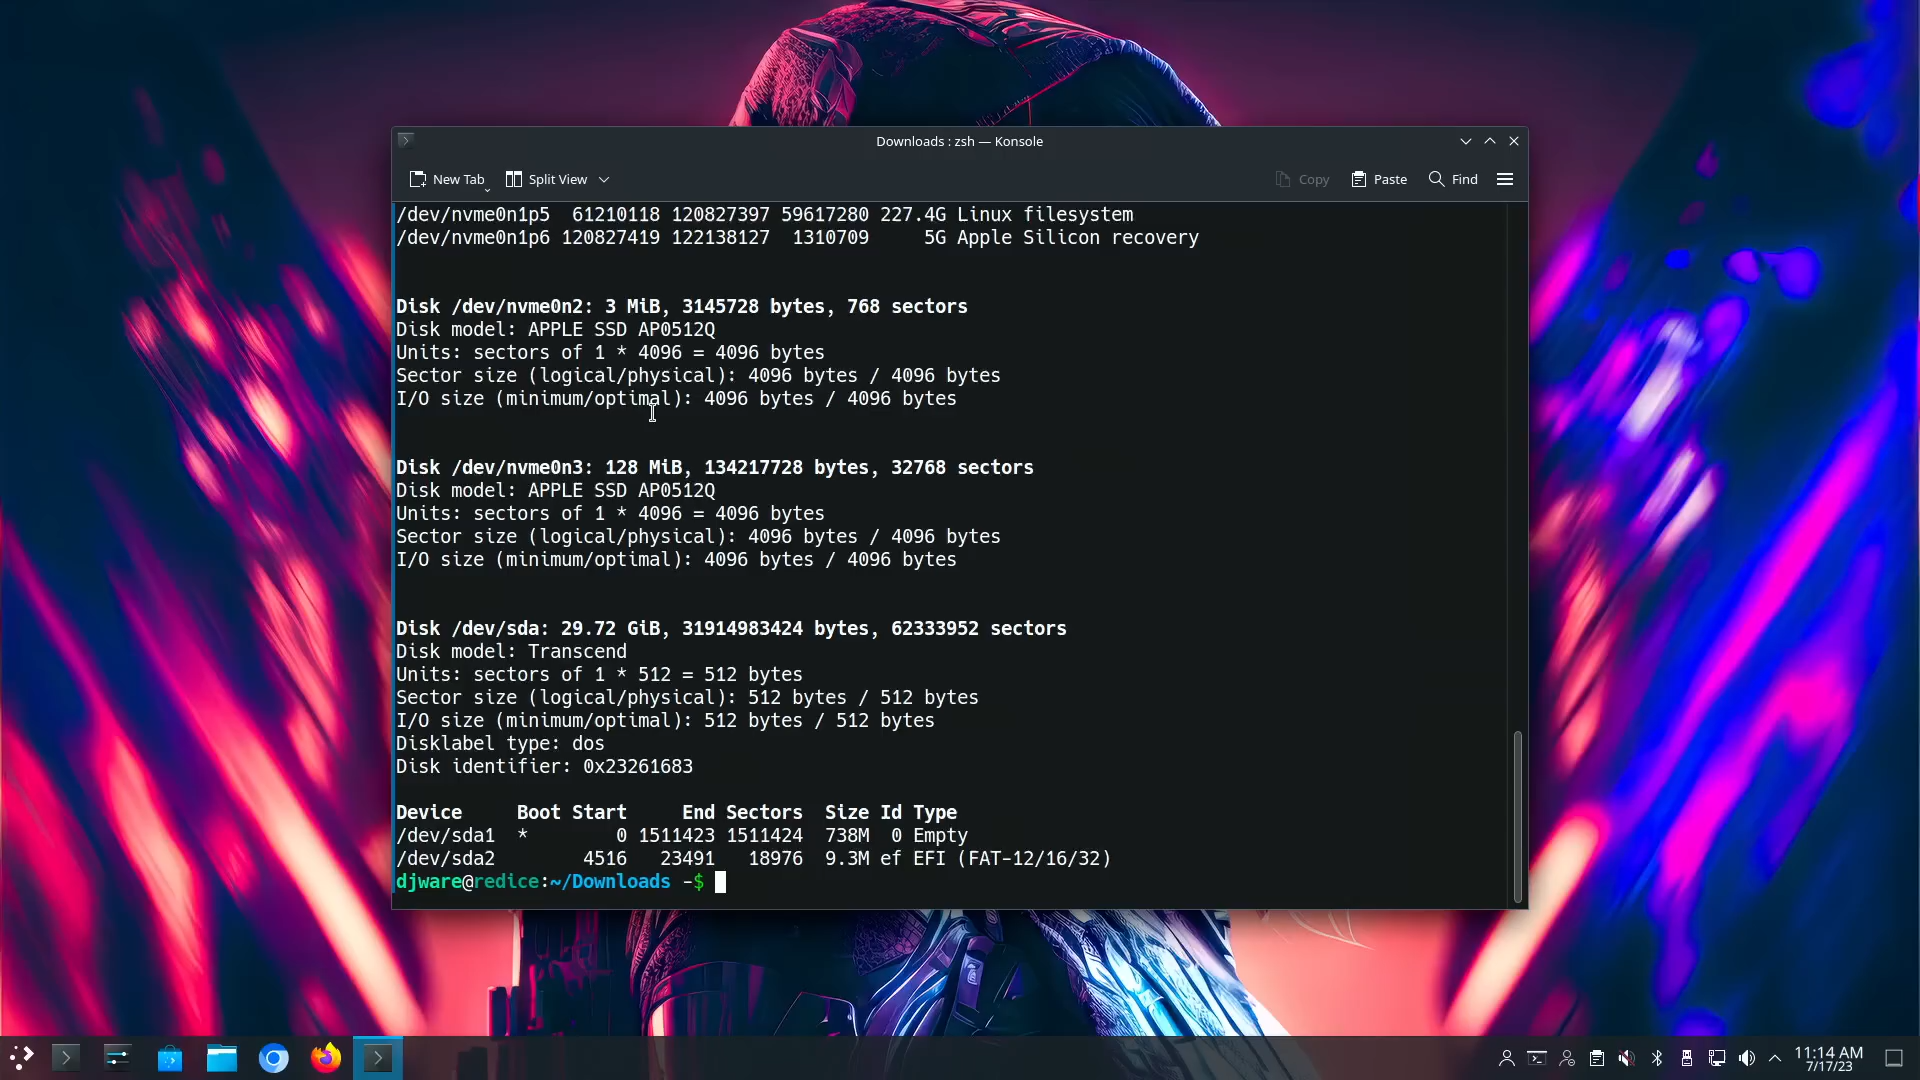 Downloads : zsh — Konsole
New Tab Split View Copy Paste Find
/dev/nvme0n1p5  61210118 120827397 59617280 227.4G Linux filesystem
/dev/nvme0n1p6 120827419 122138127  1310709     5G Apple Silicon recovery
Disk /dev/nvme0n2: 3 MiB, 3145728 bytes, 768 sectors
Disk model: APPLE SSD AP0512Q
Units: sectors of 1 * 4096 = 4096 bytes
Sector size (logical/physical): 4096 bytes / 4096 bytes
I/O size (minimum/optimal): 4096 bytes / 4096 bytes
Disk /dev/nvme0n3: 128 MiB, 134217728 bytes, 32768 sectors
Disk model: APPLE SSD AP0512Q
Units: sectors of 1 * 4096 = 4096 bytes
Sector size (logical/physical): 4096 bytes / 4096 bytes
I/O size (minimum/optimal): 4096 bytes / 4096 bytes
Disk /dev/sda: 29.72 GiB, 31914983424 bytes, 62333952 sectors
Disk model: Transcend
Units: sectors of 1 * 512 = 512 bytes
Sector size (logical/physical): 512 bytes / 512 bytes
I/O size (minimum/optimal): 512 bytes / 512 bytes
Disklabel type: dos
Disk identifier: 0x23261683
Device     Boot Start     End Sectors  Size Id Type
/dev/sda1  *        0 1511423 1511424  738M  0 Empty
/dev/sda2        4516   23491   18976  9.3M ef EFI (FAT-12/16/32)
djware@redice:~/Downloads -$
11:14 AM
7/17/23